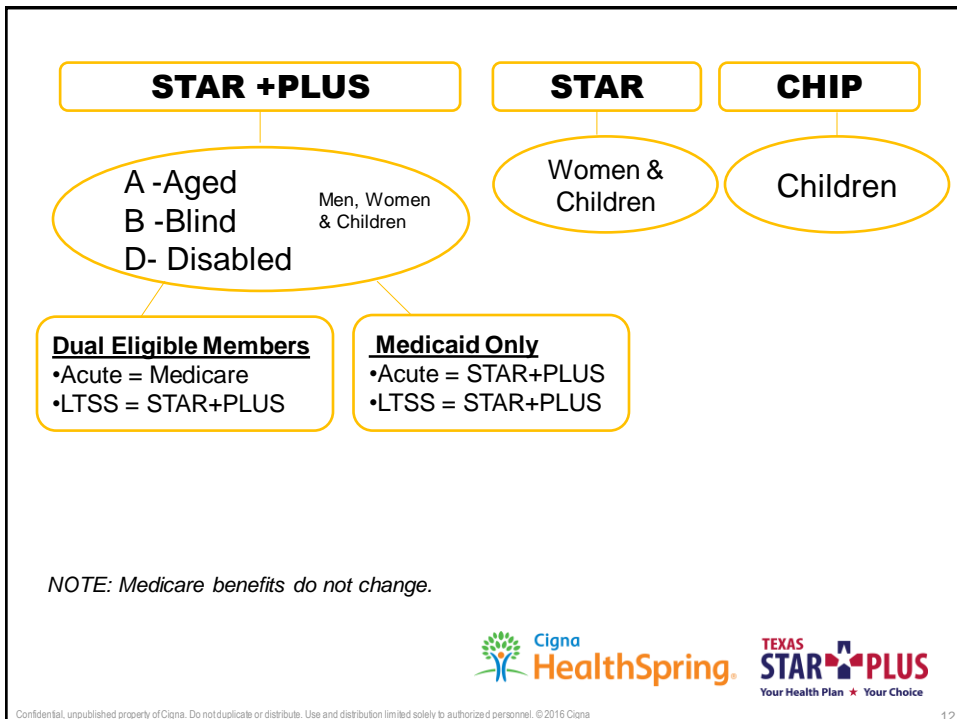 STAR +PLUS
A -Aged
B -Blind
D- Disabled
Men, Women
& Children
Dual Eligible Members
•Acute = Medicare
•LTSS = STAR+PLUS
Medicaid Only
•Acute = STAR+PLUS
•LTSS = STAR+PLUS
STAR
Women &
Children
CHIP
Children
NOTE: Medicare benefits do not change.
Cigna
HealthSpring.
TEXAS
STAR PLUS
Your Health Plan ★ Your Choice
Confidential, unpublished property of Cigna. Do not duplicate or distribute. Use and distribution limited solely to authorized personnel. © 2016 Cigna
12